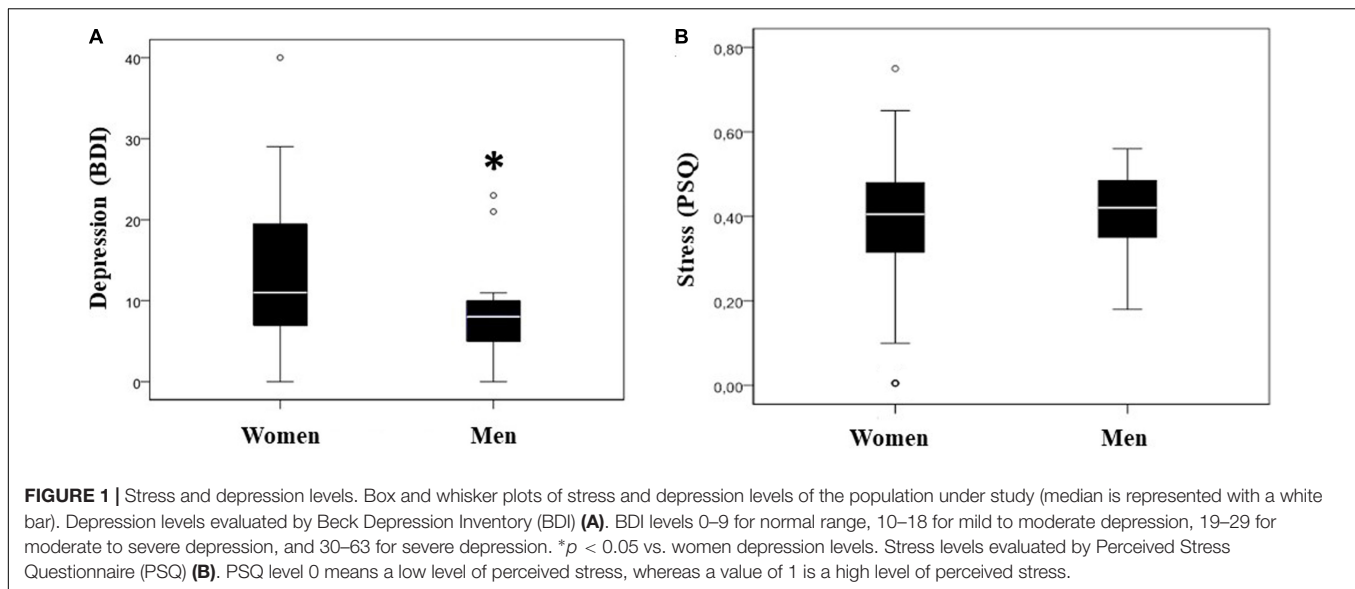 A
40
30
20
10
0
Depression (BDI)
*
Women
Men
B
0,80
0,60
0,40
0,20
0,00
Stress (PSQ)
Women
Men
FIGURE 1 | Stress and depression levels. Box and whisker plots of stress and depression levels of the population under study (median is represented with a white
bar). Depression levels evaluated by Beck Depression Inventory (BDI) (A). BDI levels 0–9 for normal range, 10–18 for mild to moderate depression, 19–29 for
moderate to severe depression, and 30–63 for severe depression. *p < 0.05 vs. women depression levels. Stress levels evaluated by Perceived Stress
Questionnaire (PSQ) (B). PSQ level 0 means a low level of perceived stress, whereas a value of 1 is a high level of perceived stress.